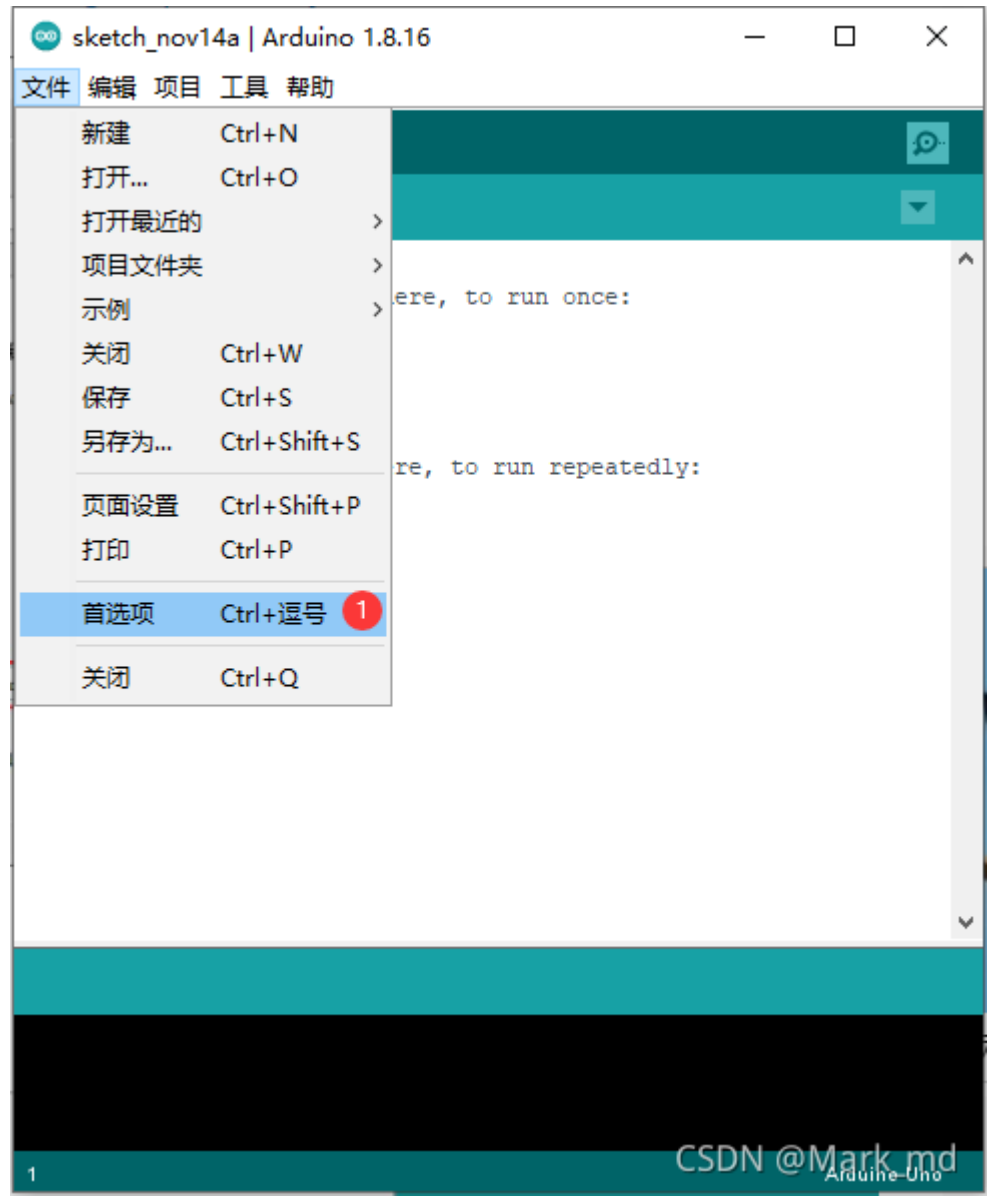 sketch_nov14a | Arduino 1.8.16
文件 编辑 项目 工具 帮助
新建 Ctrl+N
打开... Ctrl+O
打开最近的
项目文件夹
示例
关闭 Ctrl+W
保存 Ctrl+S
另存为... Ctrl+Shift+S
页面设置 Ctrl+Shift+P
打印 Ctrl+P
首选项 Ctrl+逗号 1
关闭 Ctrl+Q
ere, to run once:
re, to run repeatedly:
1
Arduino Uno
CSDN @Mark_md